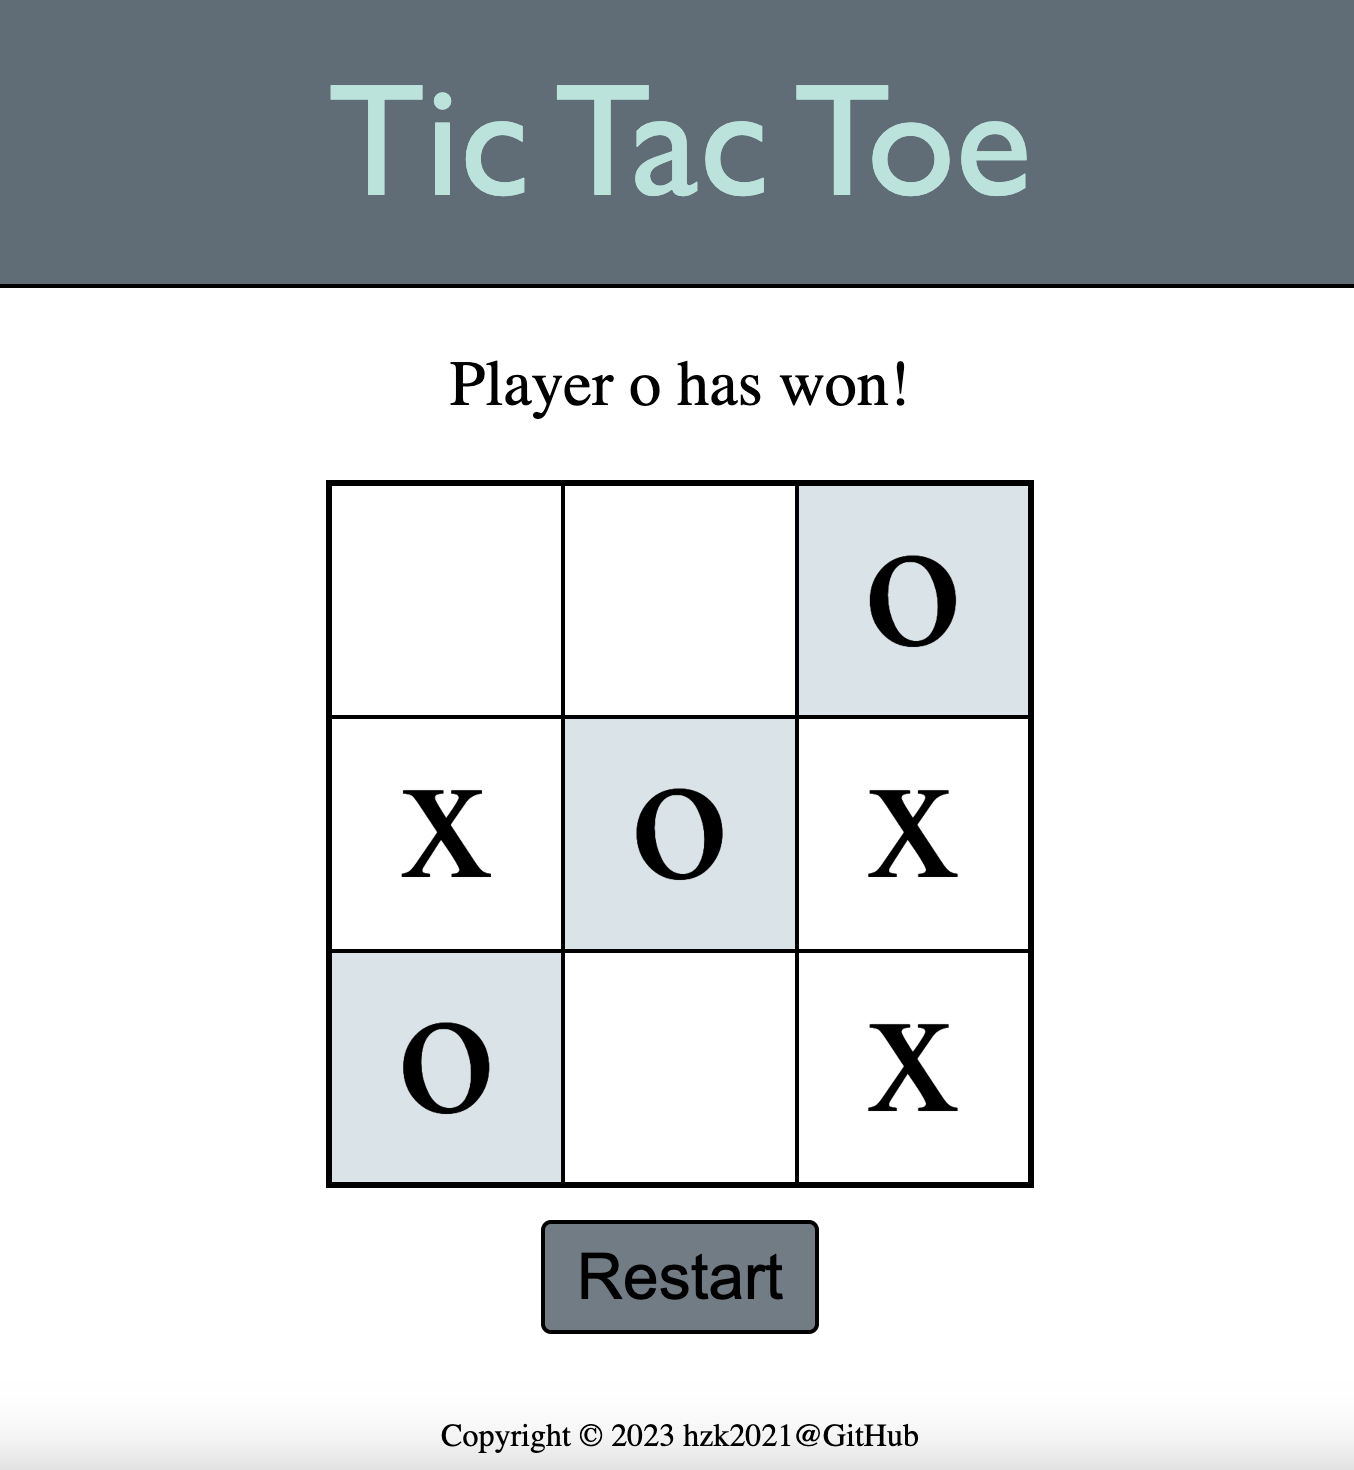 Tic Tac Toe
Player o has won!
o
x o x
o x
Restart
Copyright © 2023 hzk2021@GitHub